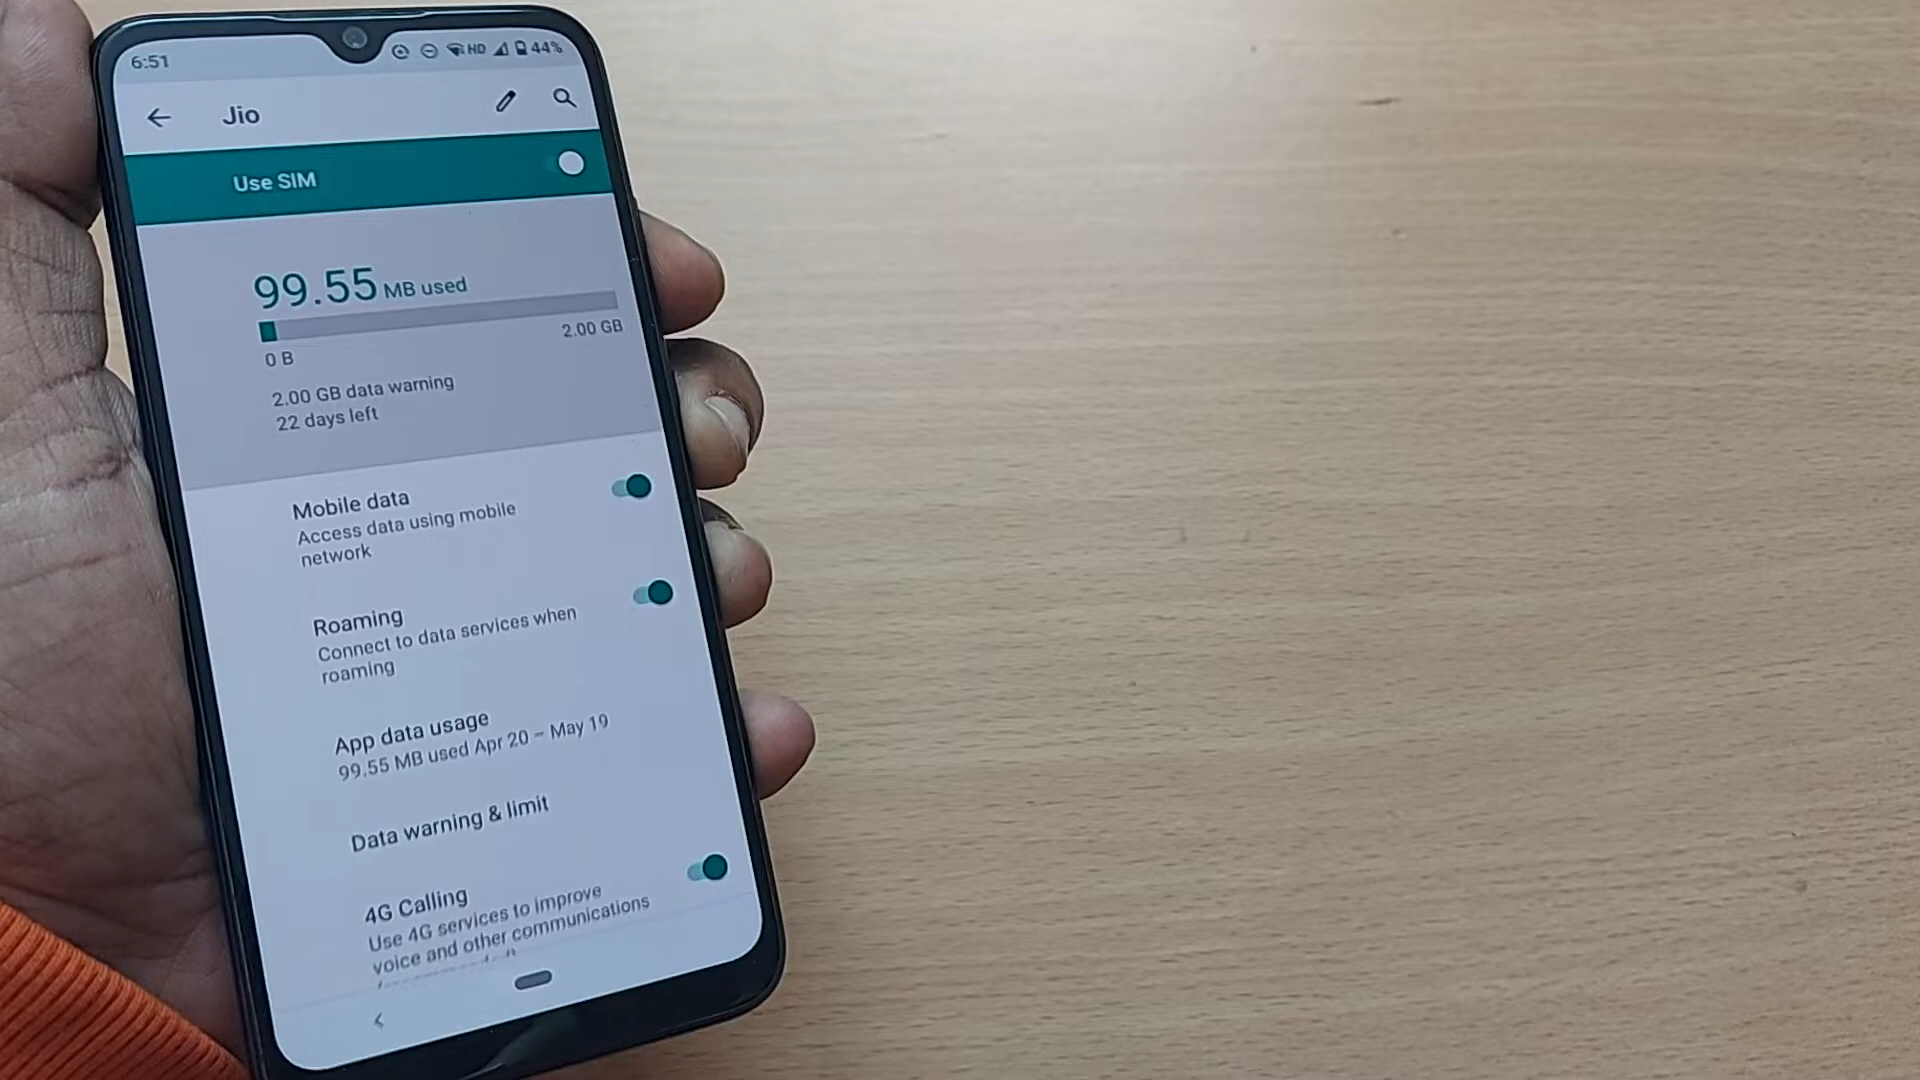 6:51
HD 44%
Jio
Use SIM
99.55 MB used
0 B
2.00 GB
2.00 GB data warning
22 days left
Mobile data
Access data using mobile
network
Roaming
Connect to data services when
roaming
App data usage
99.55 MB used Apr 20 – May 19
Data warning & limit
4G Calling
Use 4G services to improve
voice and other communications